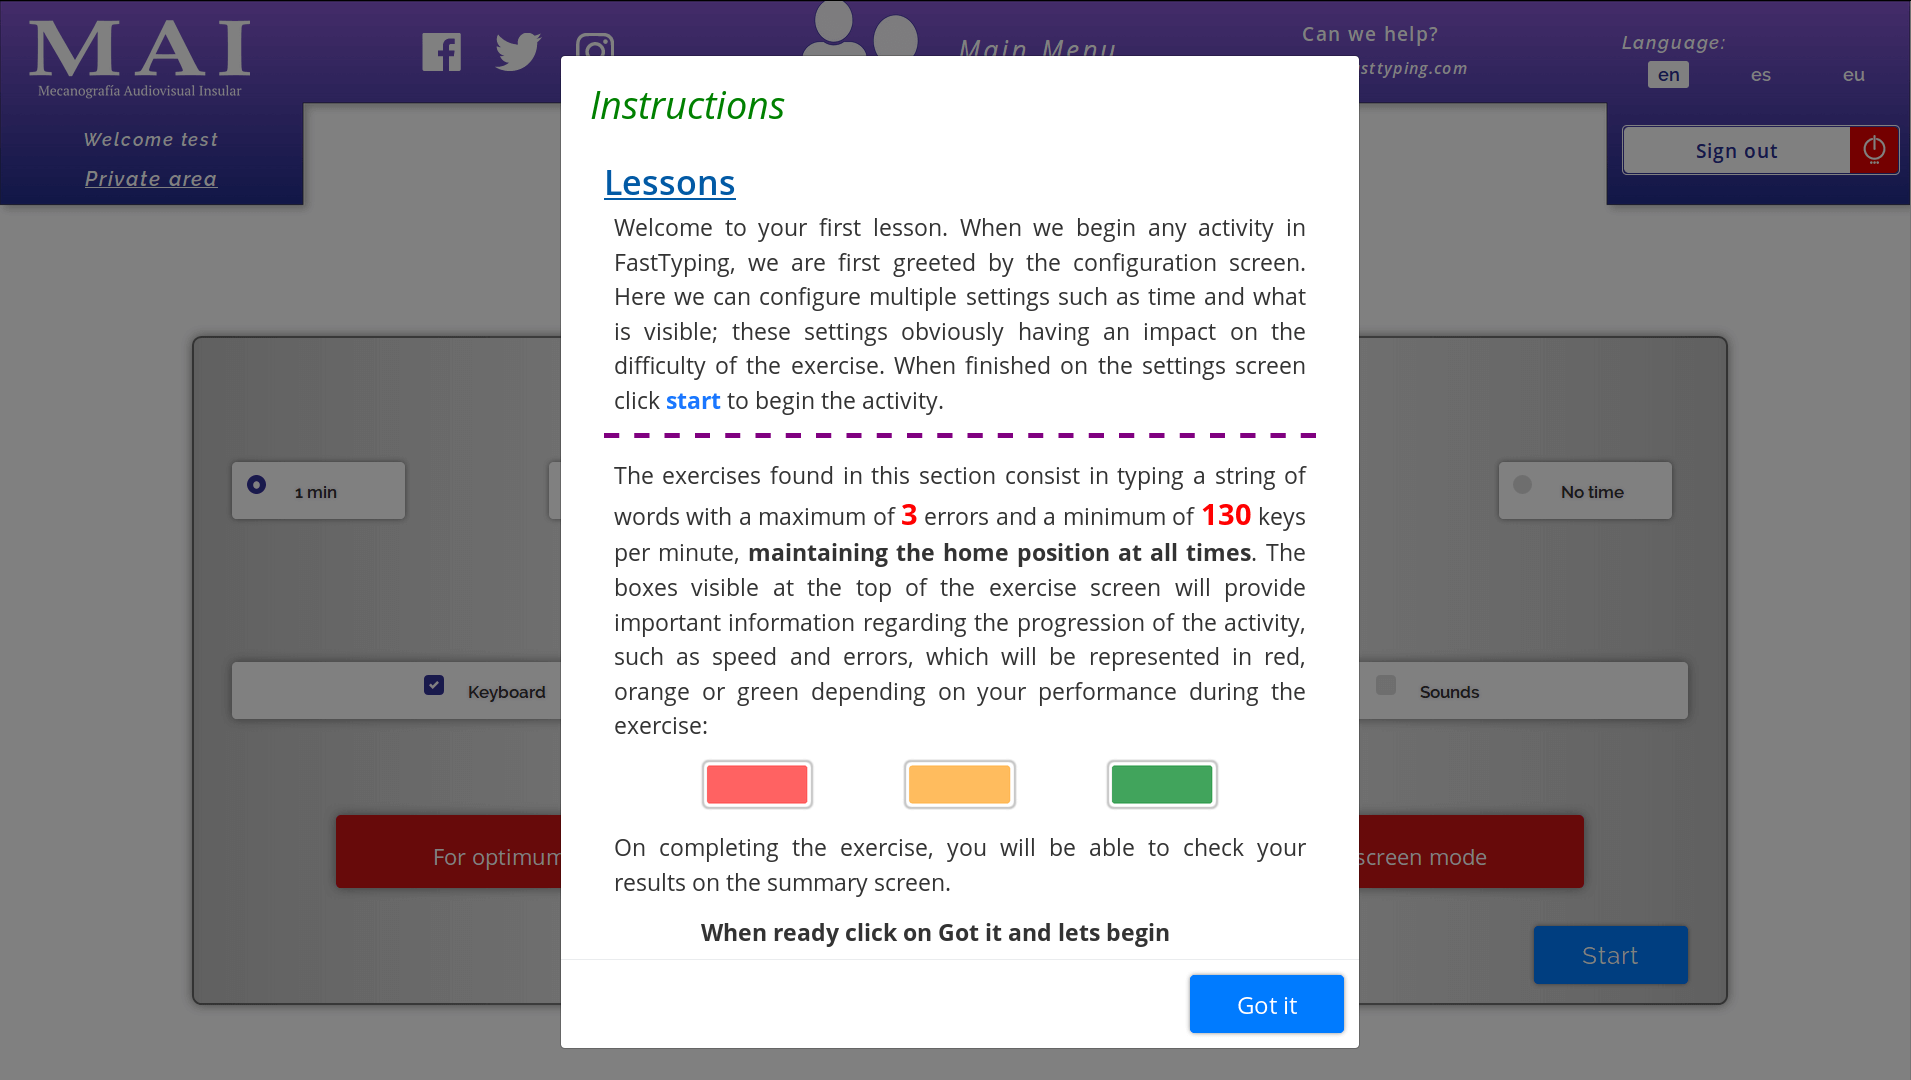 MAI
Mecanografía Audiovisual Insular
Welcome test
Private area
Main Menu
Can we help?
sttyping.com
Language:
en es eu
Sign out
Instructions
Lessons
Welcome to your first lesson. When we begin any activity in
FastTyping, we are first greeted by the configuration screen.
Here we can configure multiple settings such as time and what
is visible; these settings obviously having an impact on the
difficulty of the exercise. When finished on the settings screen
click start to begin the activity.
The exercises found in this section consist in typing a string of
words with a maximum of 3 errors and a minimum of 130 keys
per minute, maintaining the home position at all times. The
boxes visible at the top of the exercise screen will provide
important information regarding the progression of the activity,
such as speed and errors, which will be represented in red,
orange or green depending on your performance during the
exercise:
On completing the exercise, you will be able to check your
results on the summary screen.
When ready click on Got it and lets begin
Got it
1 min
No time
Keyboard
Sounds
For optimum
screen mode
Start